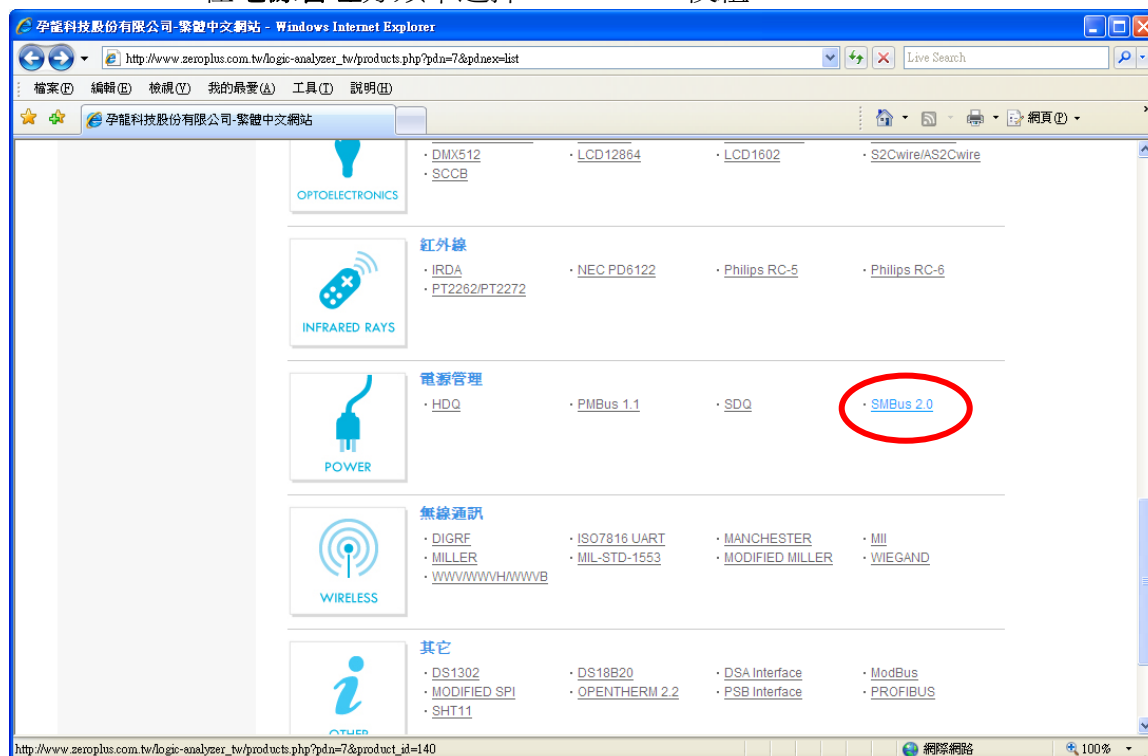 孕龍科技股份有限公司-繁體中文網站 - Windows Internet Explorer
http://www.zeroplus.com.tw/logic-analyzer_tw/products.php?pdn=7&pdnex=list
Live Search
檔案(F) 編輯(E) 檢視(V) 我的最愛(A) 工具(T) 說明(H)
孕龍科技股份有限公司-繁體中文網站
網頁(P)
· DMX512 · LCD12864 · LCD1602 · S2Cwire/AS2Cwire
· SCCB
OPTOELECTRONICS
紅外線
· IRDA · NEC PD6122 · Philips RC-5 · Philips RC-6
· PT2262/PT2272
INFRARED RAYS
電源管理
· HDQ · PMBus 1.1 · SDQ · SMBus 2.0
POWER
無線通訊
· DIGRF · ISO7816 UART · MANCHESTER · MII
· MILLER · MIL-STD-1553 · MODIFIED MILLER · WIEGAND
· WWV/WWVH/WWVB
WIRELESS
其它
· DS1302 · DS18B20 · DSA Interface · ModBus
· MODIFIED SPI · OPENTHERM 2.2 · PSB Interface · PROFIBUS
· SHT11
OTHER
http://www.zeroplus.com.tw/logic-analyzer_tw/products.php?pdn=7&product_id=140
網際網路
100%